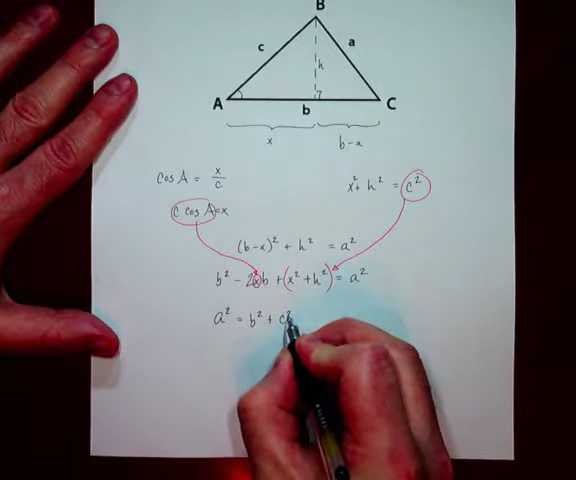 B
c a
h
A b C
x b-x
cos A = x/c x² + h² = c²
c cos A = x
(b-x)² + h² = a²
b² - 2xb + (x² + h²) = a²
a² = b² + c²